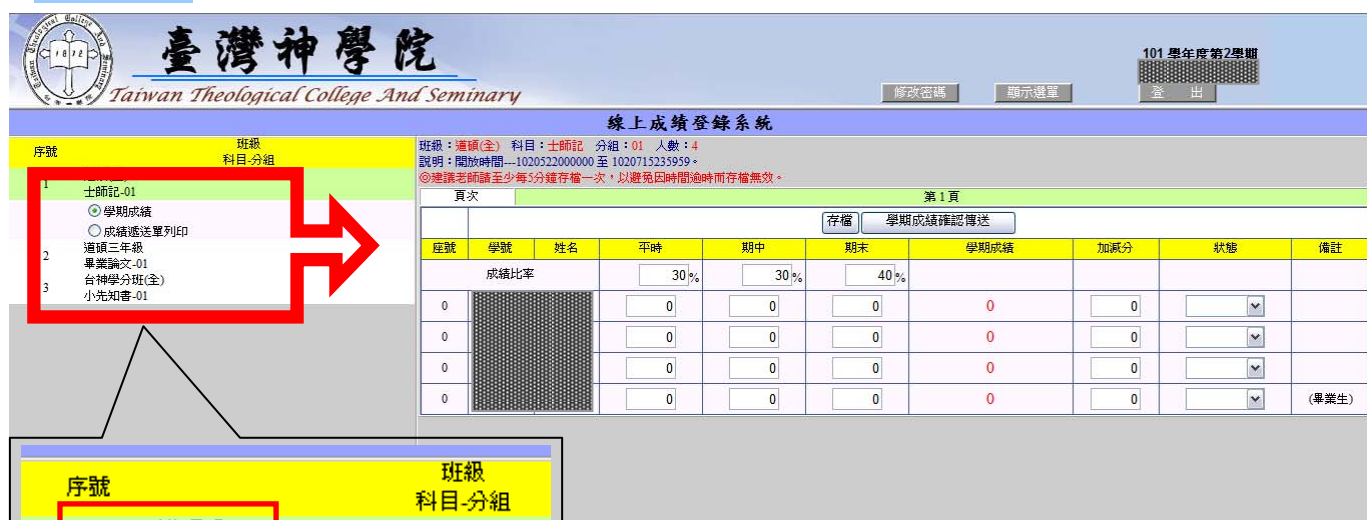 臺灣神學院
Taiwan Theological College And Seminary
101 學年度第2學期
修改密碼 顯示選單 登 出
線上成績登錄系統
序號 班級
科目-分組
1
士師記-01
學期成績
成績遞送單列印
2 道碩三年級
畢業論文-01
3 台神學分班(全)
小先知書-01
班級：道碩(全) 科目：士師記 分組：01 人數：4
說明：開放時間---1020522000000 至 1020715235959。
◎建議老師請至少每5分鐘存檔一次，以避免因時間逾時而存檔無效。
頁次 第1頁
存檔 學期成績確認傳送
座號 學號 姓名 平時 期中 期末 學期成績 加減分 狀態 備註
成績比率 30% 30% 40%
0 0 0 0 0 0
0 0 0 0 0 0
0 0 0 0 0 0
0 0 0 0 0 0 (畢業生)
序號 班級
科目-分組